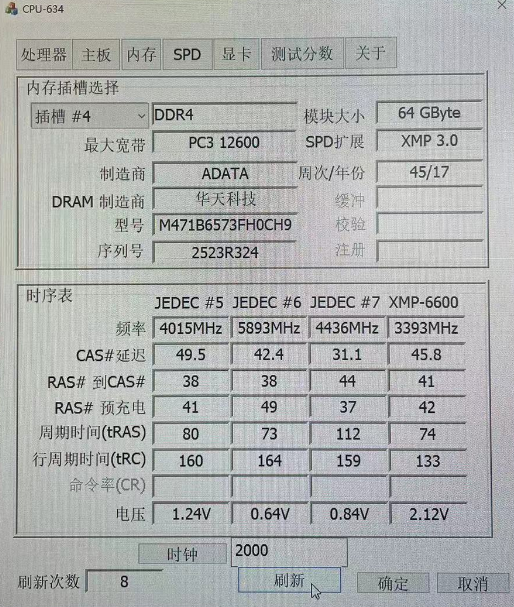 CPU-634
处理器 主板 内存 SPD 显卡 测试分数 关于
内存插槽选择
插槽 #4 DDR4 模块大小 64 GByte
最大宽带 PC3 12600 SPD扩展 XMP 3.0
制造商 ADATA 周次/年份 45/17
DRAM 制造商 华天科技 缓冲
型号 M471B6573FH0CH9 校验
序列号 2523R324 注册
时序表
JEDEC #5 JEDEC #6 JEDEC #7 XMP-6600
频率 4015MHz 5893MHz 4436MHz 3393MHz
CAS#延迟 49.5 42.4 31.1 45.8
RAS# 到CAS# 38 38 44 41
RAS# 预充电 41 49 37 42
周期时间(tRAS) 80 73 112 74
行周期时间(tRC) 160 164 159 133
命令率(CR)
电压 1.24V 0.64V 0.84V 2.12V
时钟 2000
刷新次数 8 刷新 确定 取消